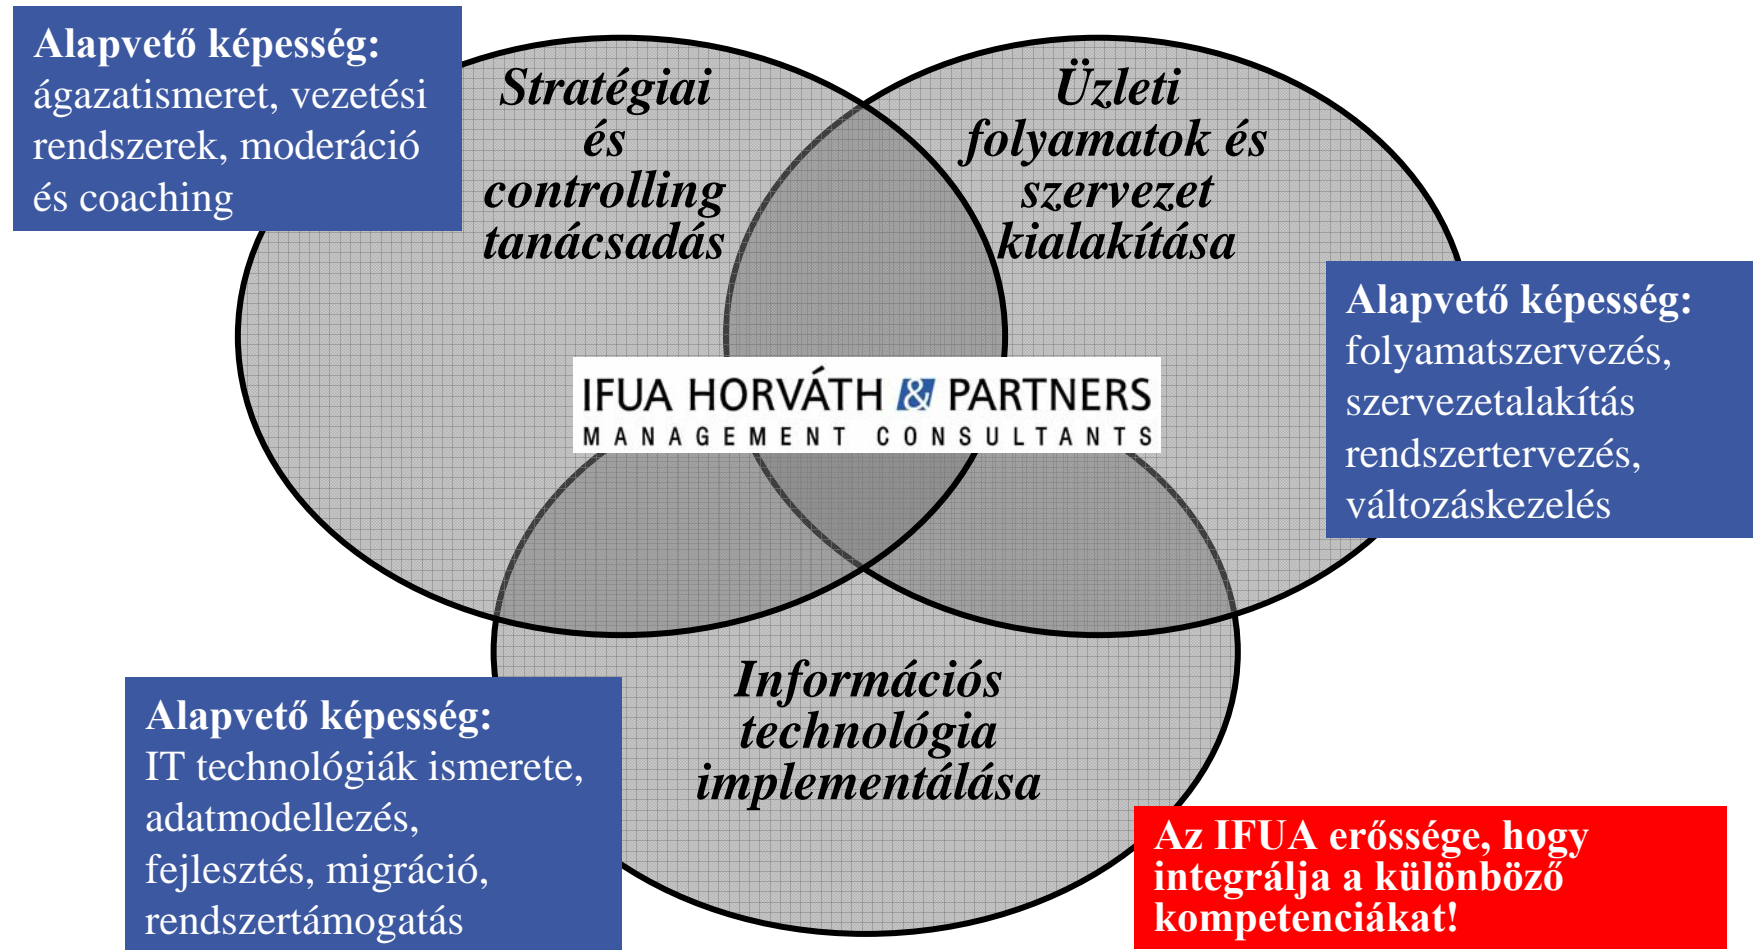 Alapvető képesség:
ágazatismeret, vezetési
rendszerek, moderáció
és coaching
Stratégiai
és
controlling
tanácsadás
Üzleti
folyamatok és
szervezet
kialakítása
Alapvető képesség:
folyamatszervezés,
szervezetalakítás
rendszertervezés,
változáskezelés
IFUA HORVÁTH & PARTNERS
MANAGEMENT CONSULTANTS
Információs
technológia
implementálása
Alapvető képesség:
IT technológiák ismerete,
adatmodellezés,
fejlesztés, migráció,
rendszertámogatás
Az IFUA erőssége, hogy
integrálja a különböző
kompetenciákat!